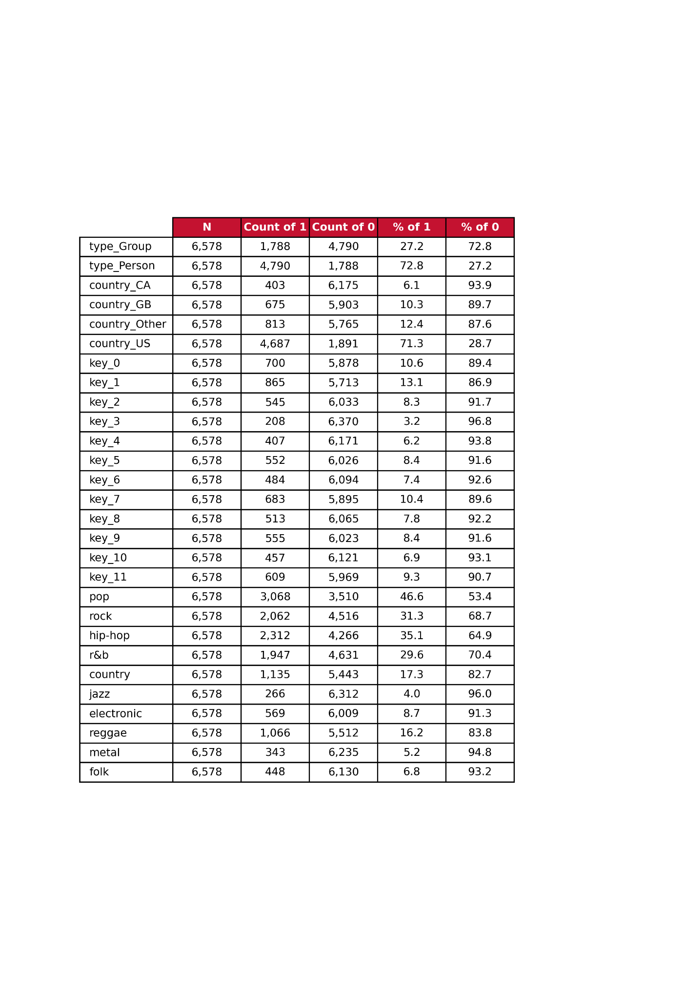 N Count of 1 Count of 0 % of 1 % of 0
type_Group 6,578 1,788 4,790 27.2 72.8
type_Person 6,578 4,790 1,788 72.8 27.2
country_CA 6,578 403 6,175 6.1 93.9
country_GB 6,578 675 5,903 10.3 89.7
country_Other 6,578 813 5,765 12.4 87.6
country_US 6,578 4,687 1,891 71.3 28.7
key_0 6,578 700 5,878 10.6 89.4
key_1 6,578 865 5,713 13.1 86.9
key_2 6,578 545 6,033 8.3 91.7
key_3 6,578 208 6,370 3.2 96.8
key_4 6,578 407 6,171 6.2 93.8
key_5 6,578 552 6,026 8.4 91.6
key_6 6,578 484 6,094 7.4 92.6
key_7 6,578 683 5,895 10.4 89.6
key_8 6,578 513 6,065 7.8 92.2
key_9 6,578 555 6,023 8.4 91.6
key_10 6,578 457 6,121 6.9 93.1
key_11 6,578 609 5,969 9.3 90.7
pop 6,578 3,068 3,510 46.6 53.4
rock 6,578 2,062 4,516 31.3 68.7
hip-hop 6,578 2,312 4,266 35.1 64.9
r&b 6,578 1,947 4,631 29.6 70.4
country 6,578 1,135 5,443 17.3 82.7
jazz 6,578 266 6,312 4.0 96.0
electronic 6,578 569 6,009 8.7 91.3
reggae 6,578 1,066 5,512 16.2 83.8
metal 6,578 343 6,235 5.2 94.8
folk 6,578 448 6,130 6.8 93.2